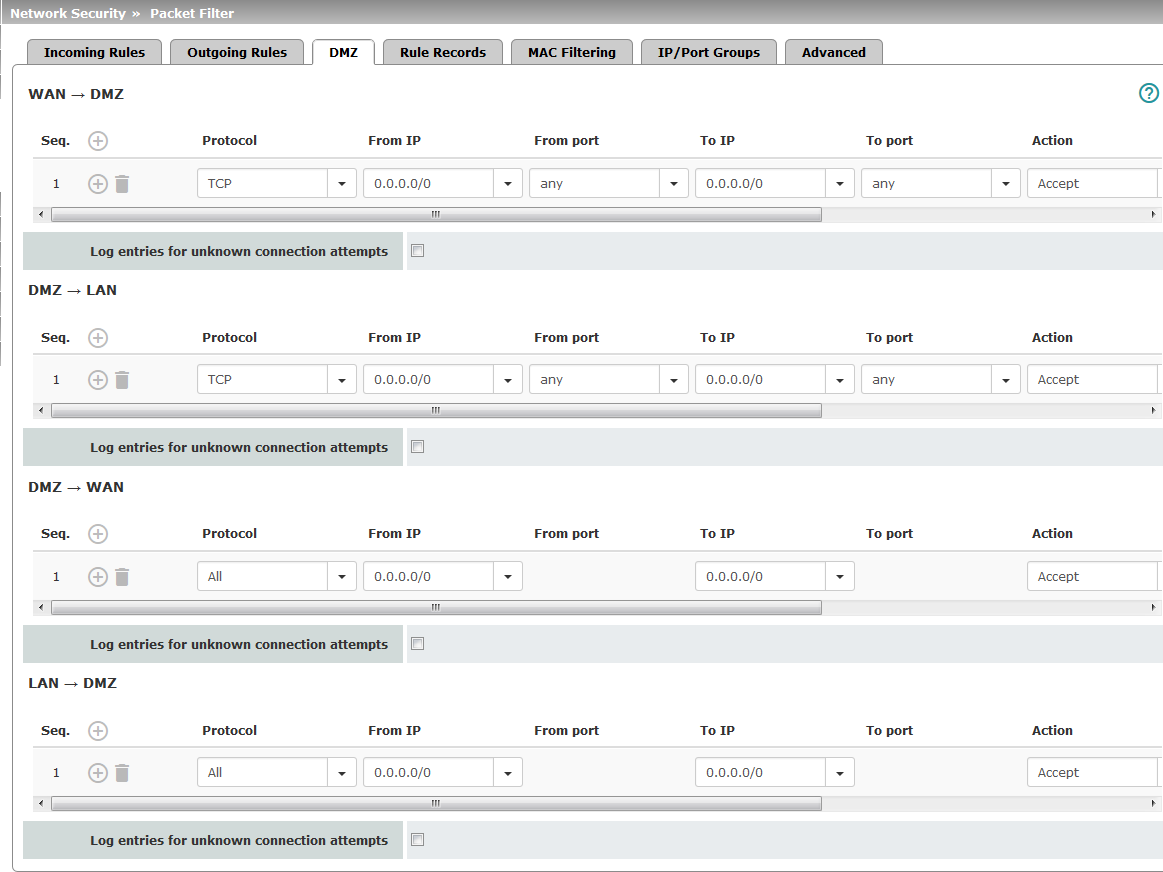 Network Security » Packet Filter
Incoming Rules Outgoing Rules DMZ Rule Records MAC Filtering IP/Port Groups Advanced
WAN → DMZ
Seq. Protocol From IP From port To IP To port Action
1 TCP 0.0.0.0/0 any 0.0.0.0/0 any Accept
Log entries for unknown connection attempts
DMZ → LAN
Seq. Protocol From IP From port To IP To port Action
1 TCP 0.0.0.0/0 any 0.0.0.0/0 any Accept
Log entries for unknown connection attempts
DMZ → WAN
Seq. Protocol From IP From port To IP To port Action
1 All 0.0.0.0/0 0.0.0.0/0 Accept
Log entries for unknown connection attempts
LAN → DMZ
Seq. Protocol From IP From port To IP To port Action
1 All 0.0.0.0/0 0.0.0.0/0 Accept
Log entries for unknown connection attempts